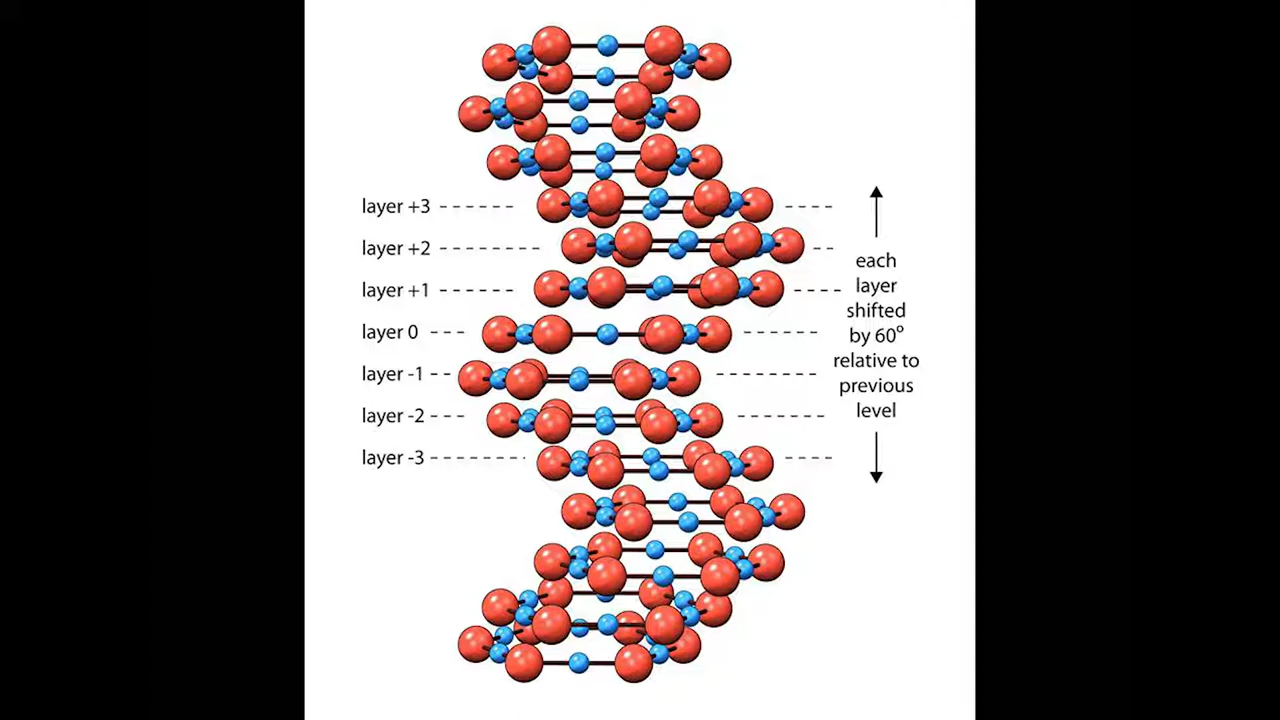 layer +3
layer +2
layer +1
layer 0
layer -1
layer -2
layer -3
each
layer
shifted
by 60º
relative to
previous
level